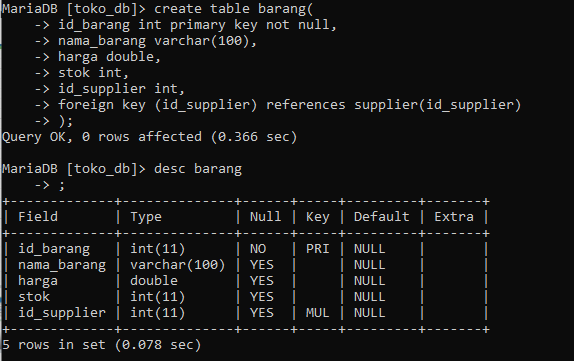 MariaDB [toko_db]> create table barang(
    -> id_barang int primary key not null,
    -> nama_barang varchar(100),
    -> harga double,
    -> stok int,
    -> id_supplier int,
    -> foreign key (id_supplier) references supplier(id_supplier)
    -> );
Query OK, 0 rows affected (0.366 sec)

MariaDB [toko_db]> desc barang
    -> ;
+-------------+--------------+------+-----+---------+-------+
| Field       | Type         | Null | Key | Default | Extra |
+-------------+--------------+------+-----+---------+-------+
| id_barang   | int(11)      | NO   | PRI | NULL    |       |
| nama_barang | varchar(100) | YES  |     | NULL    |       |
| harga       | double       | YES  |     | NULL    |       |
| stok        | int(11)      | YES  |     | NULL    |       |
| id_supplier | int(11)      | YES  | MUL | NULL    |       |
+-------------+--------------+------+-----+---------+-------+
5 rows in set (0.078 sec)